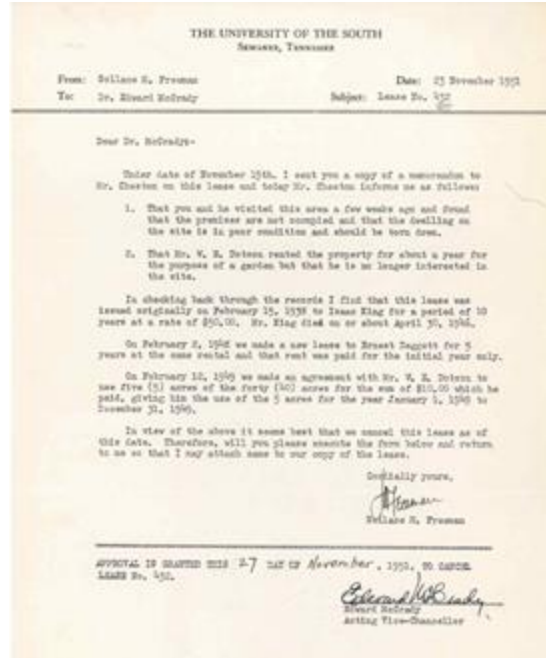 THE UNIVERSITY OF THE SOUTH
SEWANEE, TENNESSEE
From: Sollace M. Freeman Date: 23 November 1951
To: Dr. Edward McCrady Subject: Lease No. 492
Dear Dr. McCrady:-
Under date of November 15th, I sent you a copy of a memorandum to
Mr. Cheston on this lease and today Mr. Cheston informs me as follows:
1. That you and he visited this area a few weeks ago and found
that the premises are not occupied and that the dwelling on
the site is in poor condition and should be torn down.
2. That Mr. W. E. Dotson rented the property for about a year for
the purpose of a garden but that he is no longer interested in
the site.
In checking back through the records I find that this lease was
issued originally on February 15, 1938 to Isaac King for a period of 10
years at a rate of $50.00. Mr. King died on or about April 30, 1946.
On February 2, 1948 we made a new lease to Ernest Daggett for 5
years at the same rental and that rent was paid for the initial year only.
On February 12, 1949 we made an agreement with Mr. W. E. Dotson to
use five (5) acres of the forty (40) acres for the sum of $10.00 which he
paid, giving him the use of the 5 acres for the year January 1, 1949 to
December 31, 1949.
In view of the above it seems best that we cancel this lease as of
this date. Therefore, will you please execute the form below and return
to me so that I may attach same to our copy of the lease.
Cordially yours,
Sollace M. Freeman
APPROVAL IS GRANTED THIS 27 DAY OF November, 1951, TO CANCEL
LEASE No. 492.
Edward McCrady
Edward McCrady
Acting Vice-Chancellor